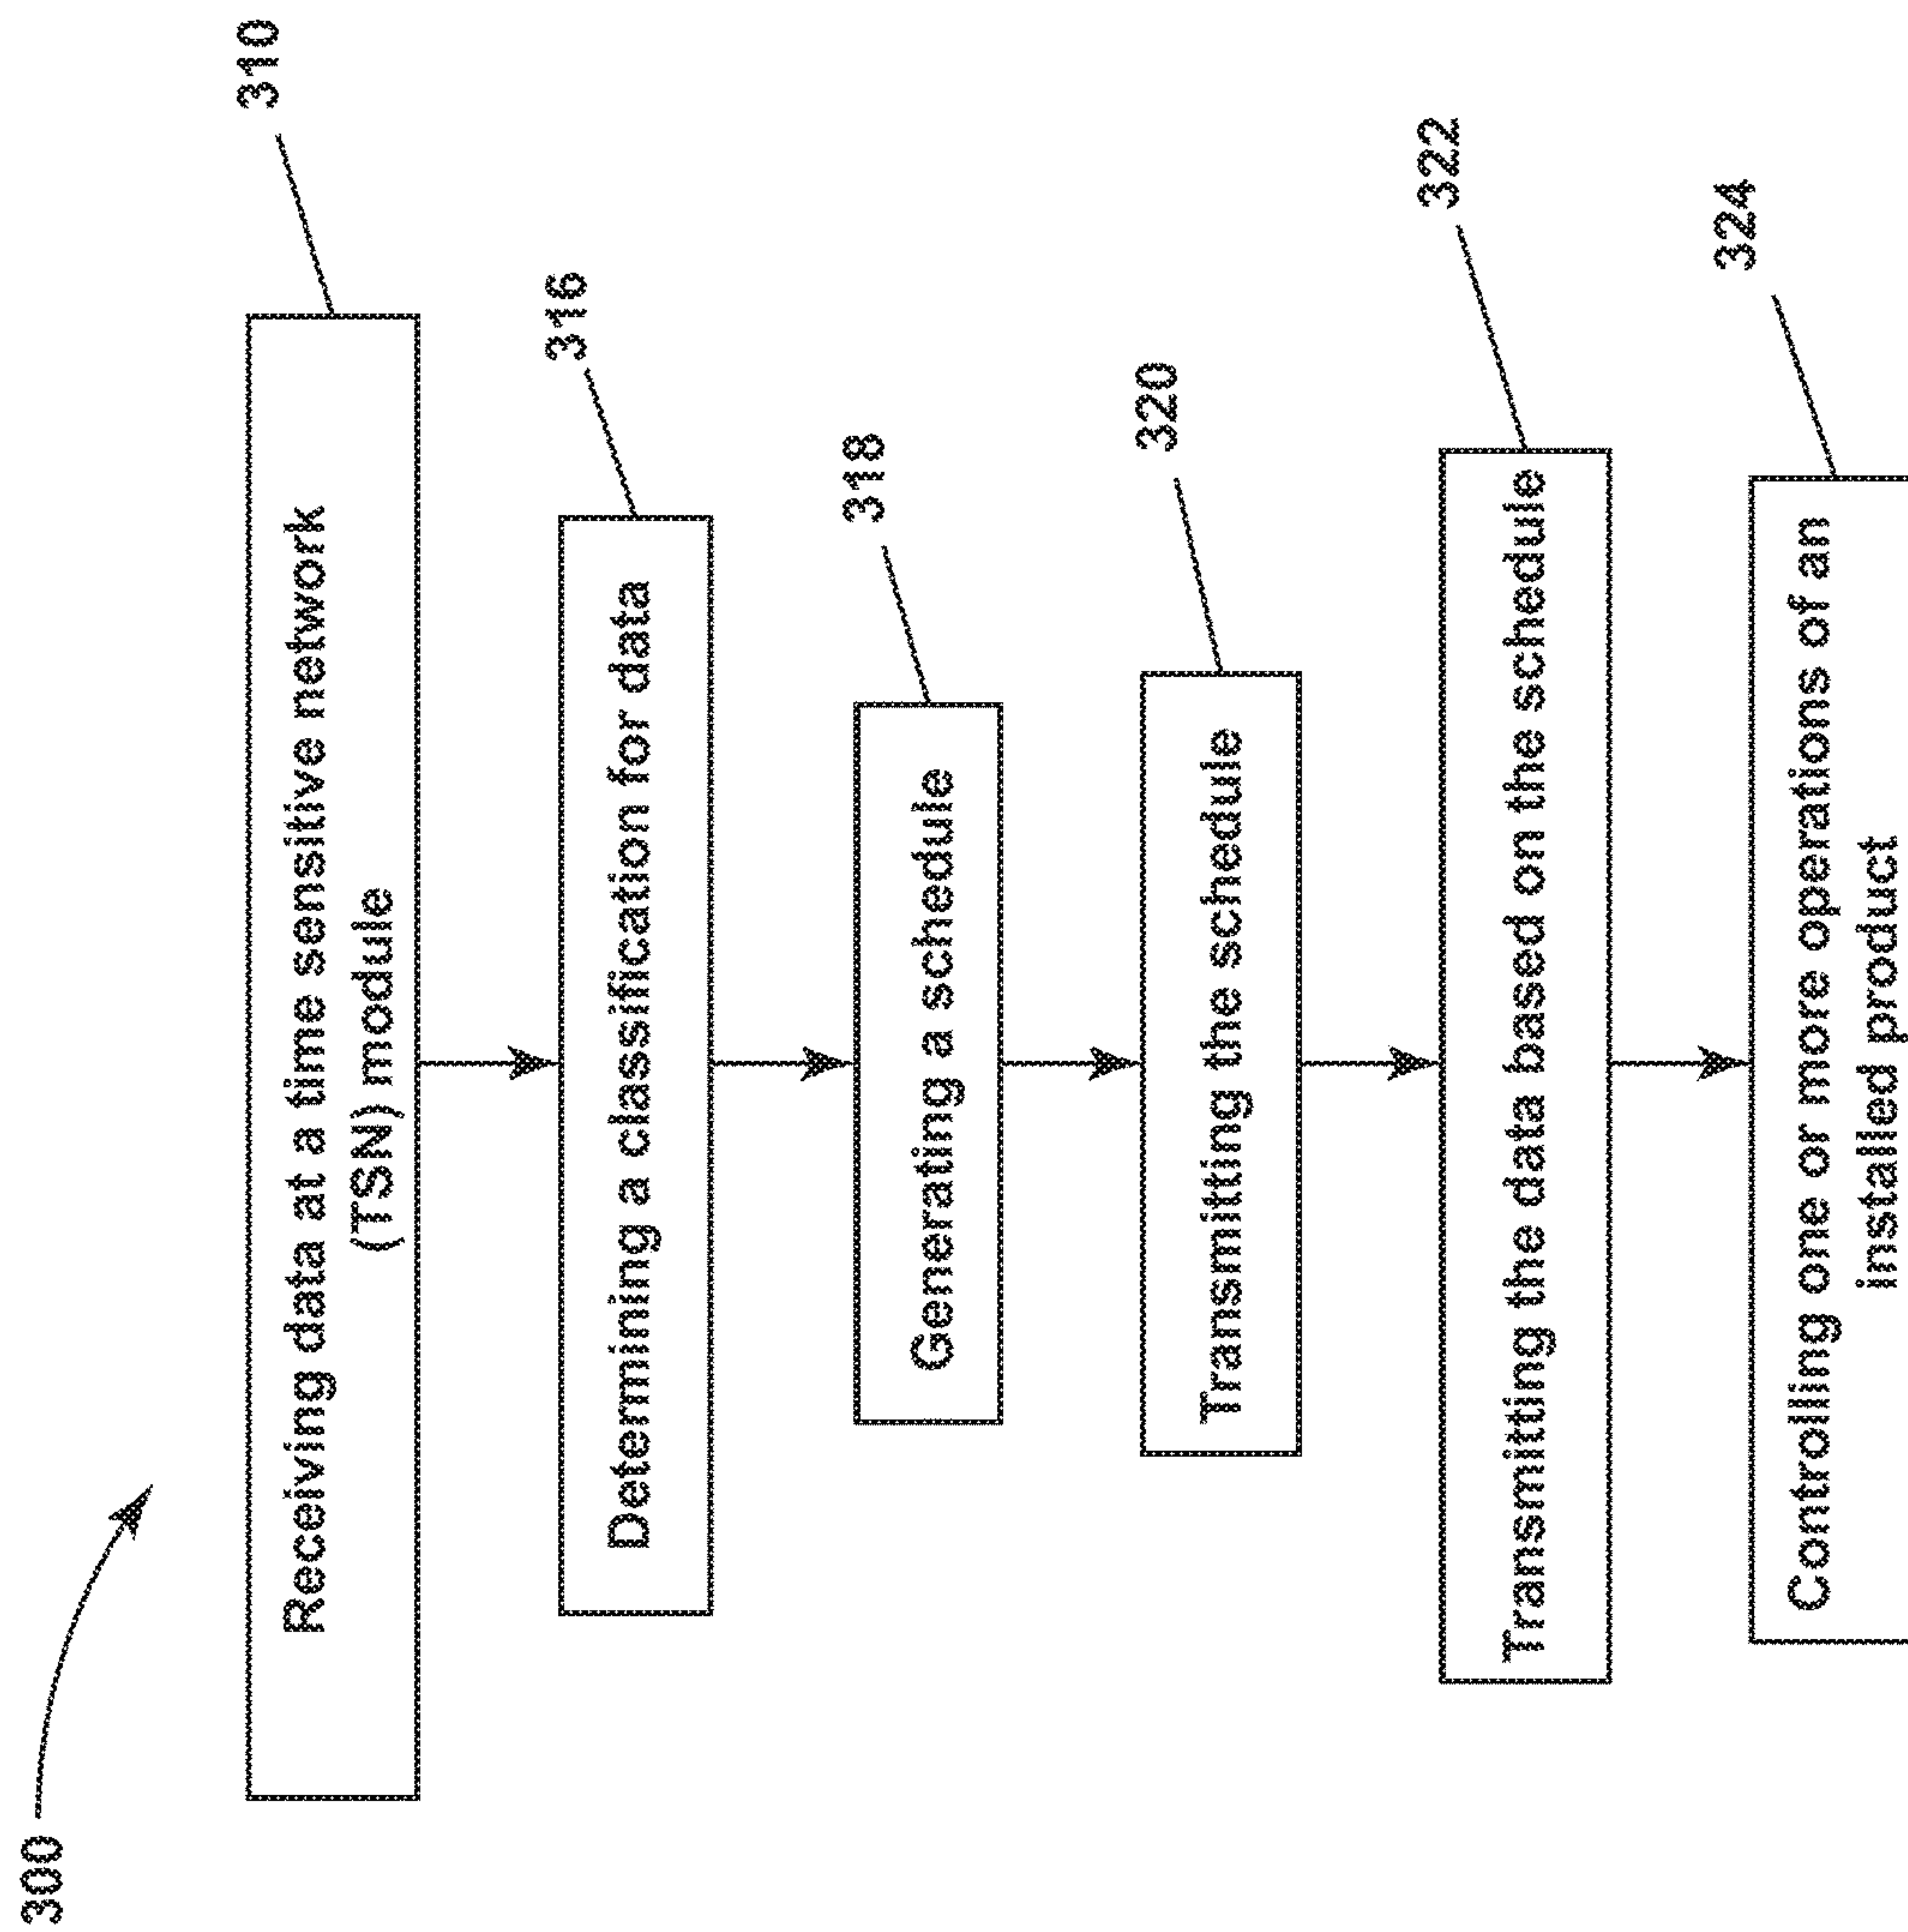 300
310
Receiving data at a time sensitive network
(TSN) module
316
Determining a classification for data
318
Generating a schedule
320
Transmitting the schedule
322
Transmitting the data based on the schedule
324
Controlling one or more operations of an
installed product